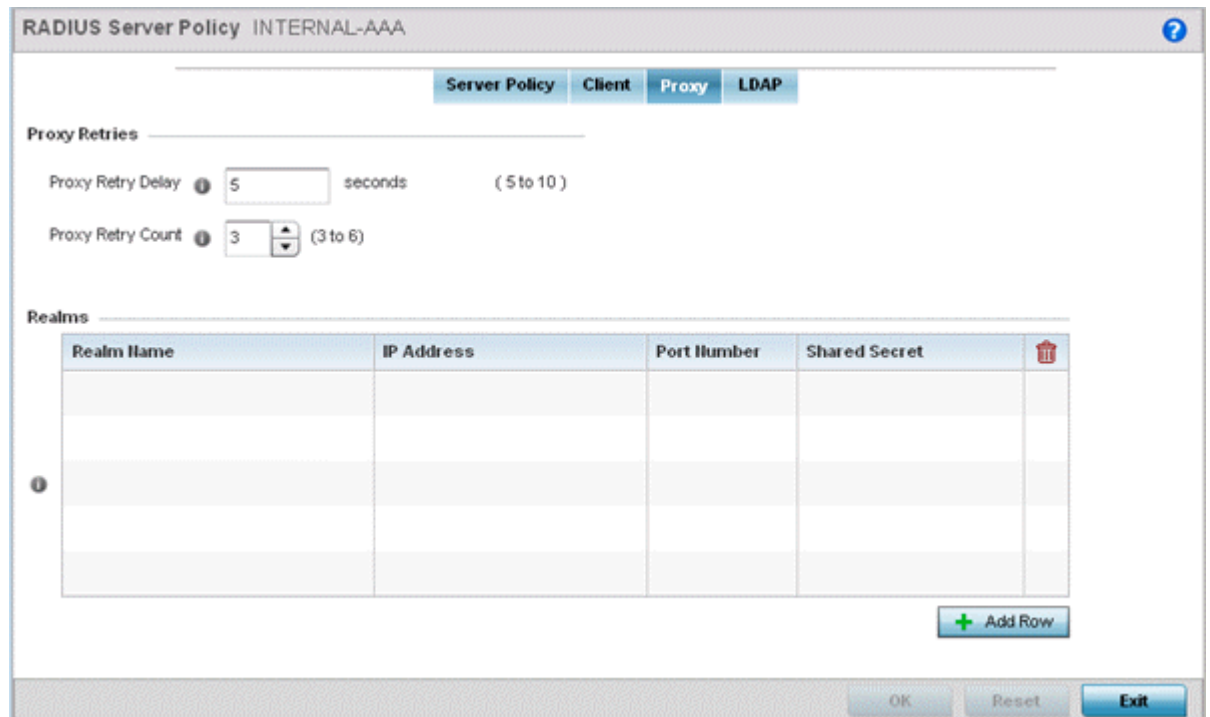 RADIUS Server Policy INTERNAL-AAA
?
Server Policy Client Proxy LDAP
Proxy Retries
Proxy Retry Delay i 5 seconds ( 5 to 10 )
Proxy Retry Count i 3 (3 to 6)
Realms
Realm Name IP Address Port Number Shared Secret
i
+ Add Row
OK Reset Exit